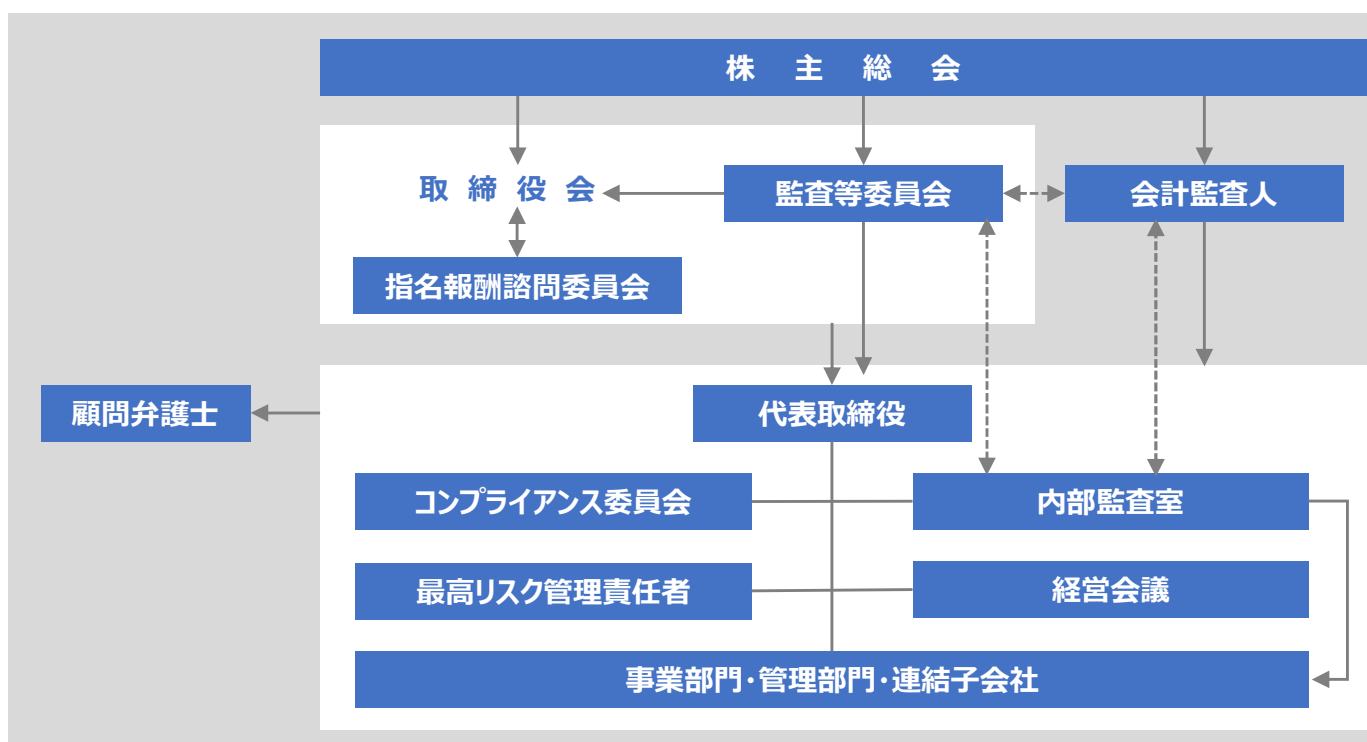 株主総会
取締役会
監査等委員会
会計監査人
指名報酬諮問委員会
顧問弁護士
代表取締役
コンプライアンス委員会
内部監査室
最高リスク管理責任者
経営会議
事業部門・管理部門・連結子会社